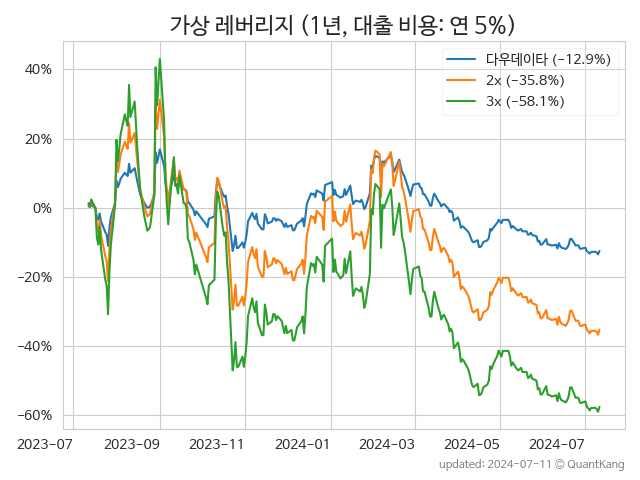 가상 레버리지 (1년, 대출 비용: 연 5%)
다우데이타 (−12.9%)
2x (−35.8%)
3x (−58.1%)
40%
20%
0%
−20%
−40%
−60%
2023-07 2023-09 2023-11 2024-01 2024-03 2024-05 2024-07
updated: 2024-07-11 © QuantKang